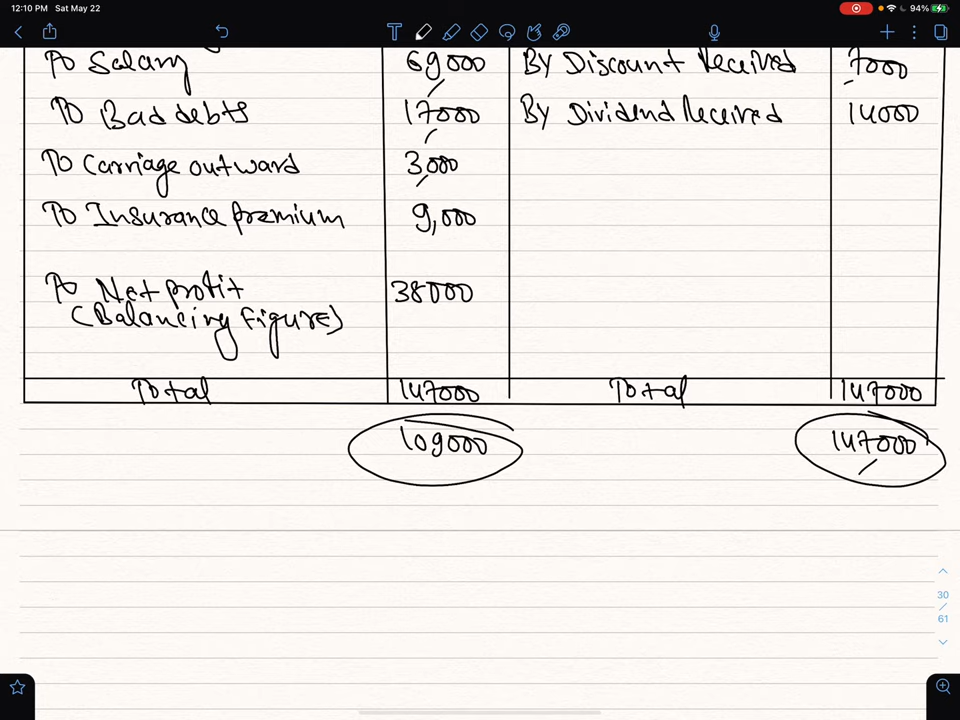 12:10 PM Sat May 22
94%
To Salary 69000 By Discount received 7000
To Bad debts 17000 By Dividend received 14000
To Carriage outward 3,000
To Insurance premium 9,000
To Net profit 38000
(Balancing Figure)
Total 147000 Total 147000
109000 147000
30
61